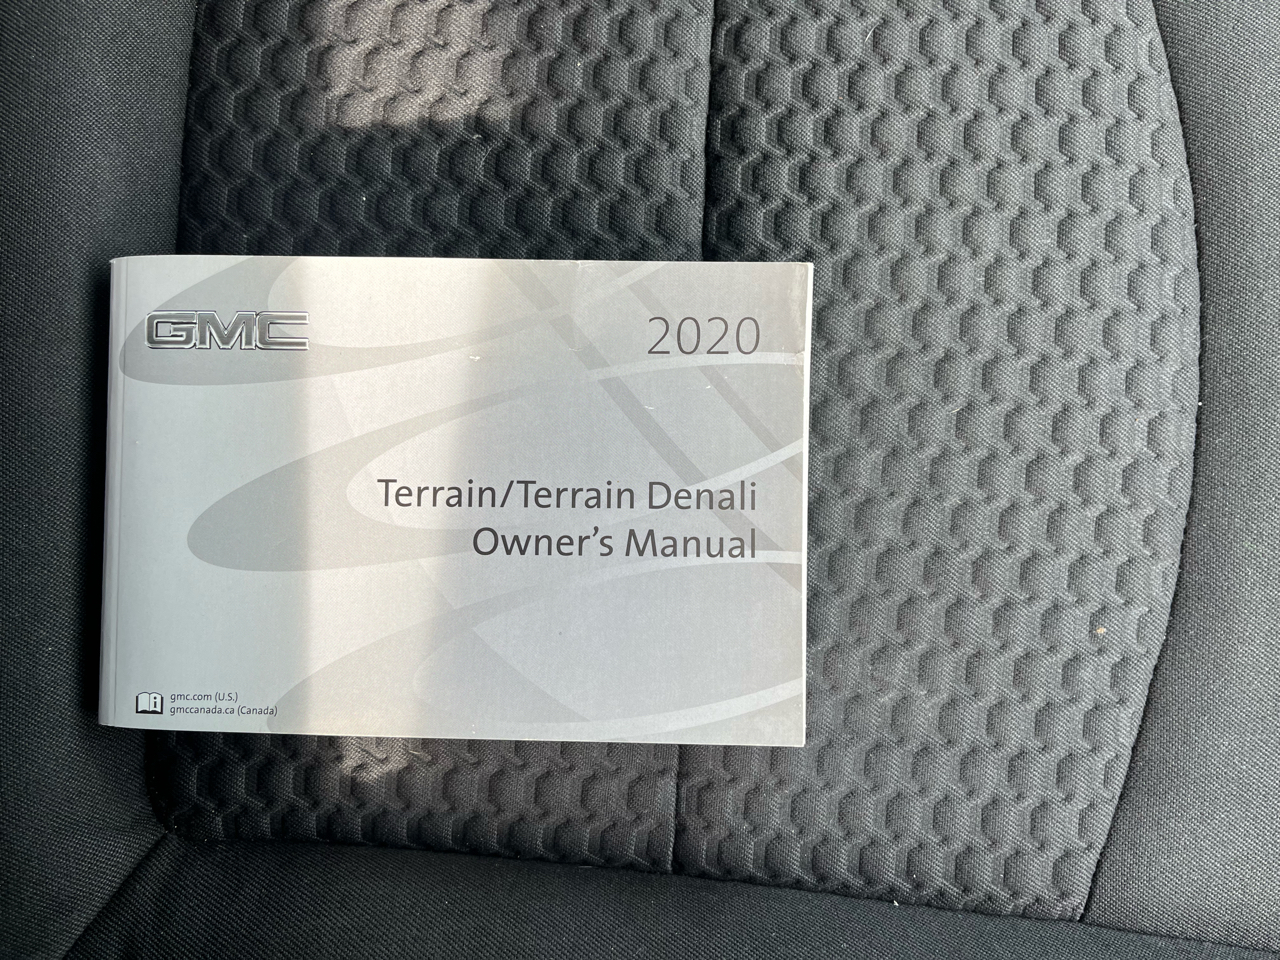 GMC
2020
Terrain/Terrain Denali
Owner's Manual
gmc.com (U.S.)
gmccanada.ca (Canada)